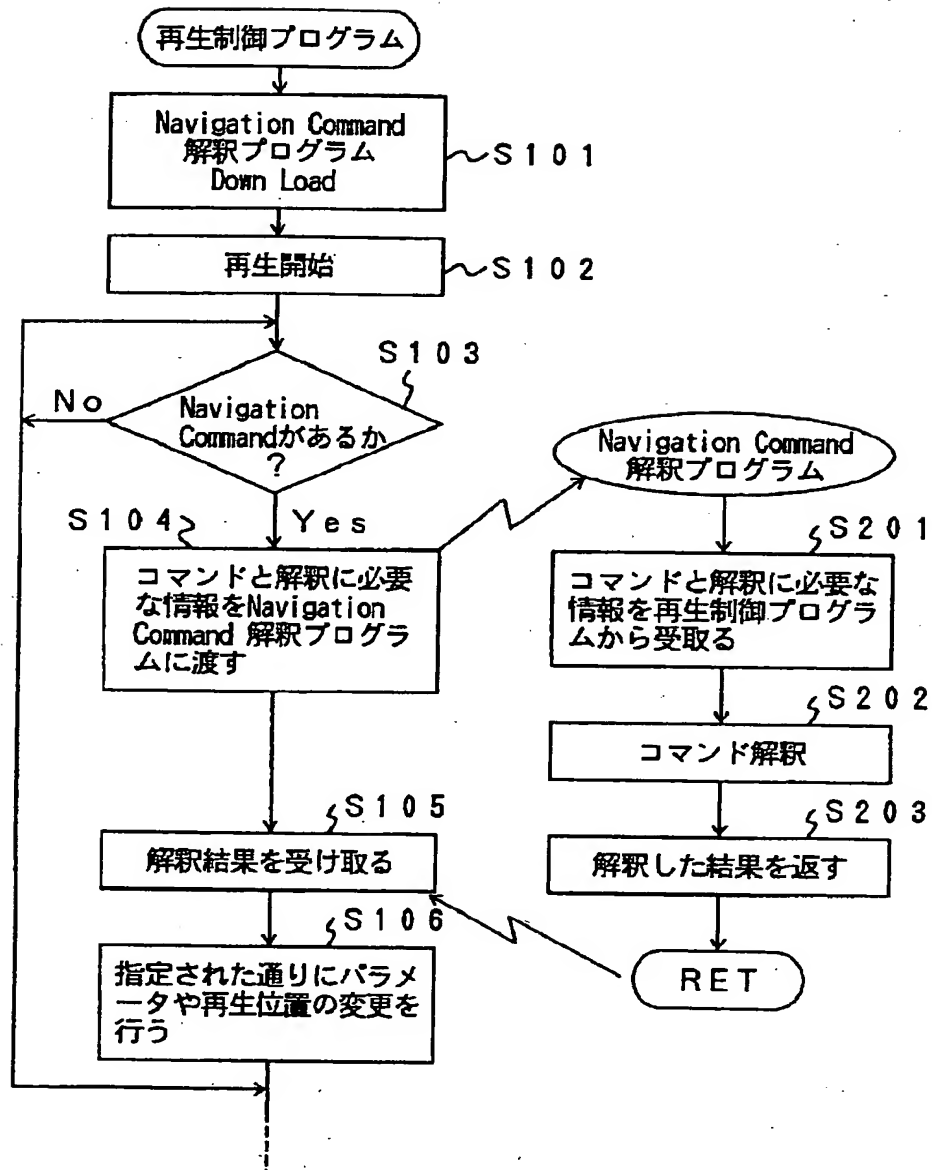 再生制御プログラム
Navigation Command
解釈プログラム
Down Load
S101
再生開始
S102
S103
No
Navigation
Commandがあるか
?
Yes
S104
コマンドと解釈に必要
な情報をNavigation
Command 解釈プログラ
ムに渡す
S105
解釈結果を受け取る
S106
指定された通りにパラメ
ータや再生位置の変更を
行う
Navigation Command
解釈プログラム
S201
コマンドと解釈に必要な
情報を再生制御プログラ
ムから受取る
S202
コマンド解釈
S203
解釈した結果を返す
RET